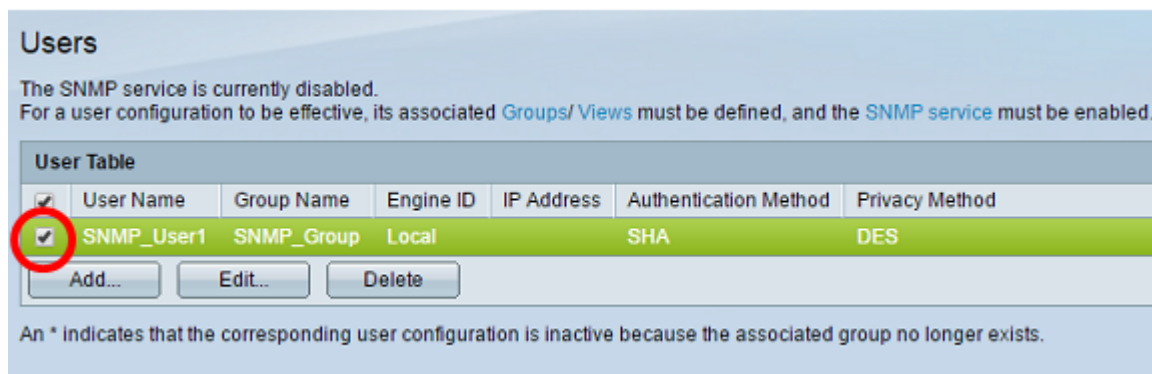 Users
The SNMP service is currently disabled.
For a user configuration to be effective, its associated Groups/ Views must be defined, and the SNMP service must be enabled.
User Table
User Name Group Name Engine ID IP Address Authentication Method Privacy Method
SNMP_User1 SNMP_Group Local SHA DES
Add... Edit... Delete
An * indicates that the corresponding user configuration is inactive because the associated group no longer exists.